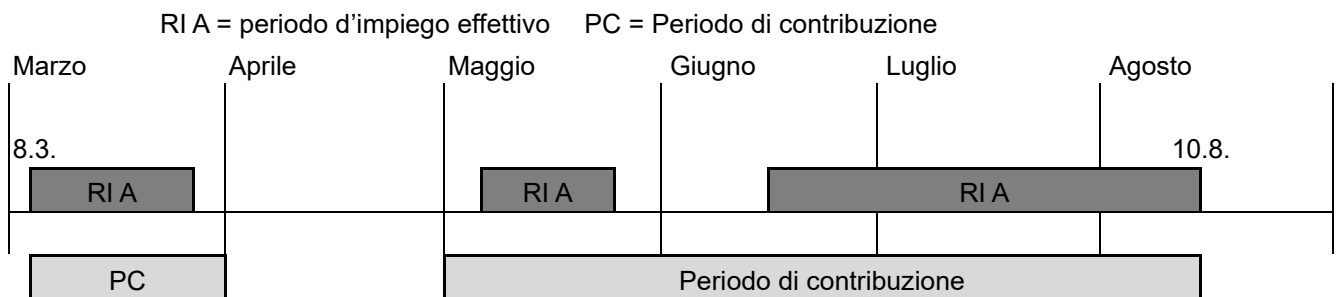 RI A = periodo d’impiego effettivo PC = Periodo di contribuzione
Marzo Aprile Maggio Giugno Luglio Agosto
8.3. 10.8.
RI A RI A RI A
PC Periodo di contribuzione